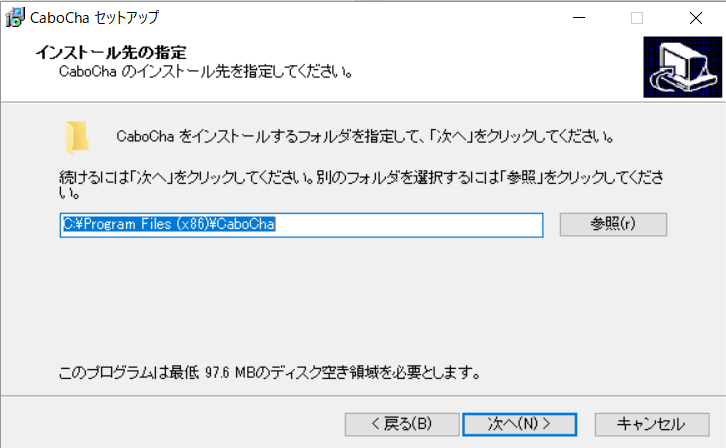 CaboCha セットアップ
インストール先の指定
CaboCha のインストール先を指定してください。
CaboCha をインストールするフォルダを指定して、「次へ」をクリックしてください。
続けるには「次へ」をクリックしてください。別のフォルダを選択するには「参照」をクリックしてくださ
い。
C:¥Program Files (x86)¥CaboCha
参照(r)
このプログラムは最低 97.6 MBのディスク空き領域を必要とします。
< 戻る(B)
次へ(N) >
キャンセル